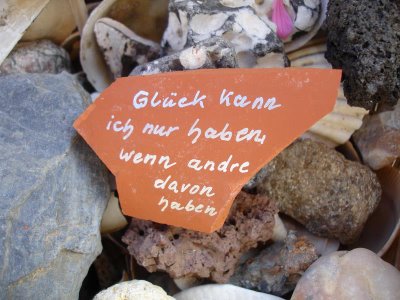 Glück kann
ich nur haben,
wenn andre
davon
haben